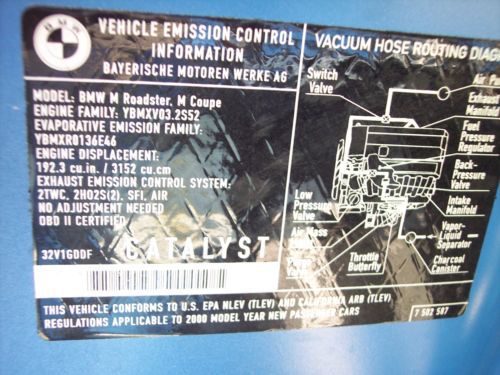 BMW
VEHICLE EMISSION CONTROL
INFORMATION
BAYERISCHE MOTOREN WERKE AG
MODEL: BMW M Roadster, M Coupe
ENGINE FAMILY: YBMXV03.2S52
EVAPORATIVE EMISSION FAMILY:
YBMXR0136E46
ENGINE DISPLACEMENT:
192.3 cu.in./ 3152 cu.cm
EXHAUST EMISSION CONTROL SYSTEM:
2TWC, 2HO2S(2), SFI, AIR
NO ADJUSTMENT NEEDED
OBD II CERTIFIED
32V1GDDF
CATALYST
VACUUM HOSE ROUTING
Switch
Valve
Air
Exhaust
Manifold
Fuel
Pressure
Regulator
Back-
Pressure
Valve
Low
Pressure
Valve
Intake
Manifold
Air Mass
Vapor-
Liquid
Separator
Purge
Valve
Throttle
Butterfly
Charcoal
Canister
THIS VEHICLE CONFORMS TO U.S. EPA NLEV (TLEV) AND CALIFORNIA ARB (TLEV)
REGULATIONS APPLICABLE TO 2000 MODEL YEAR NEW PASSENGER CARS
7 502 587